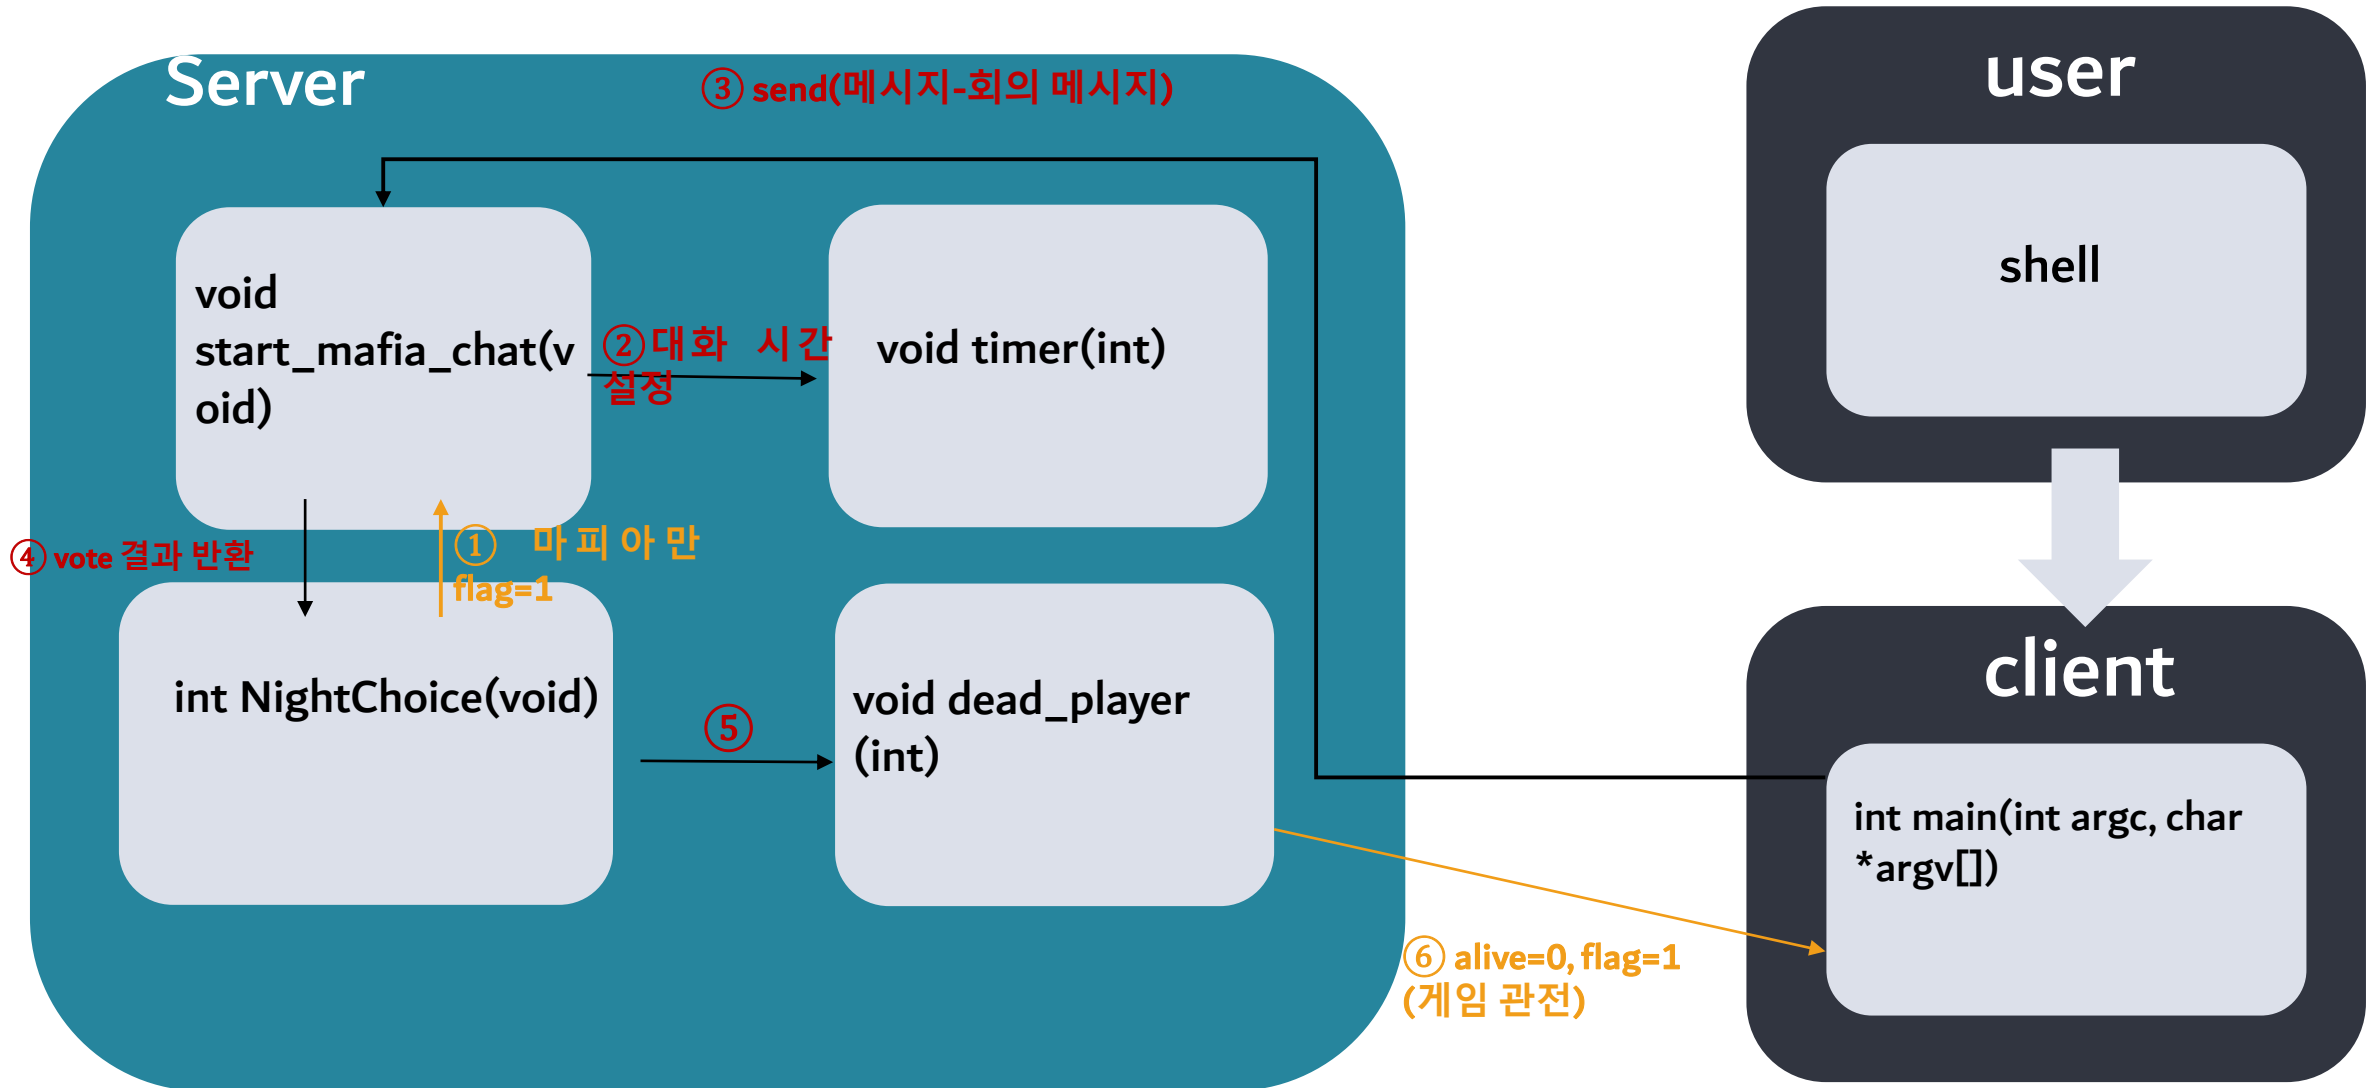 Server
③ send(메시지-회의 메시지)
void
start_mafia_chat(v
oid)
②대화 시간
설정
void timer(int)
④ vote 결과 반환
① 마피아만
flag=1
int NightChoice(void)
⑤
void dead_player
(int)
⑥ alive=0, flag=1
(게임 관전)
user
shell
client
int main(int argc, char
*argv[])